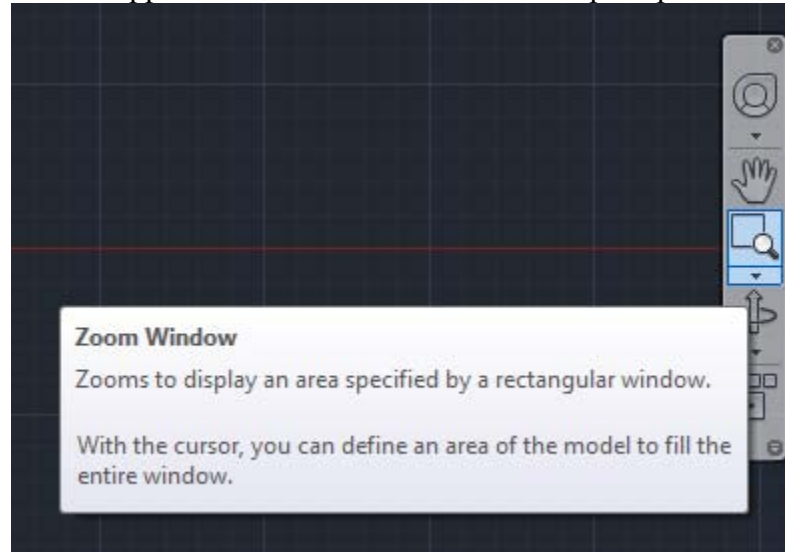 Zoom Window
Zooms to display an area specified by a rectangular window.
With the cursor, you can define an area of the model to fill the
entire window.